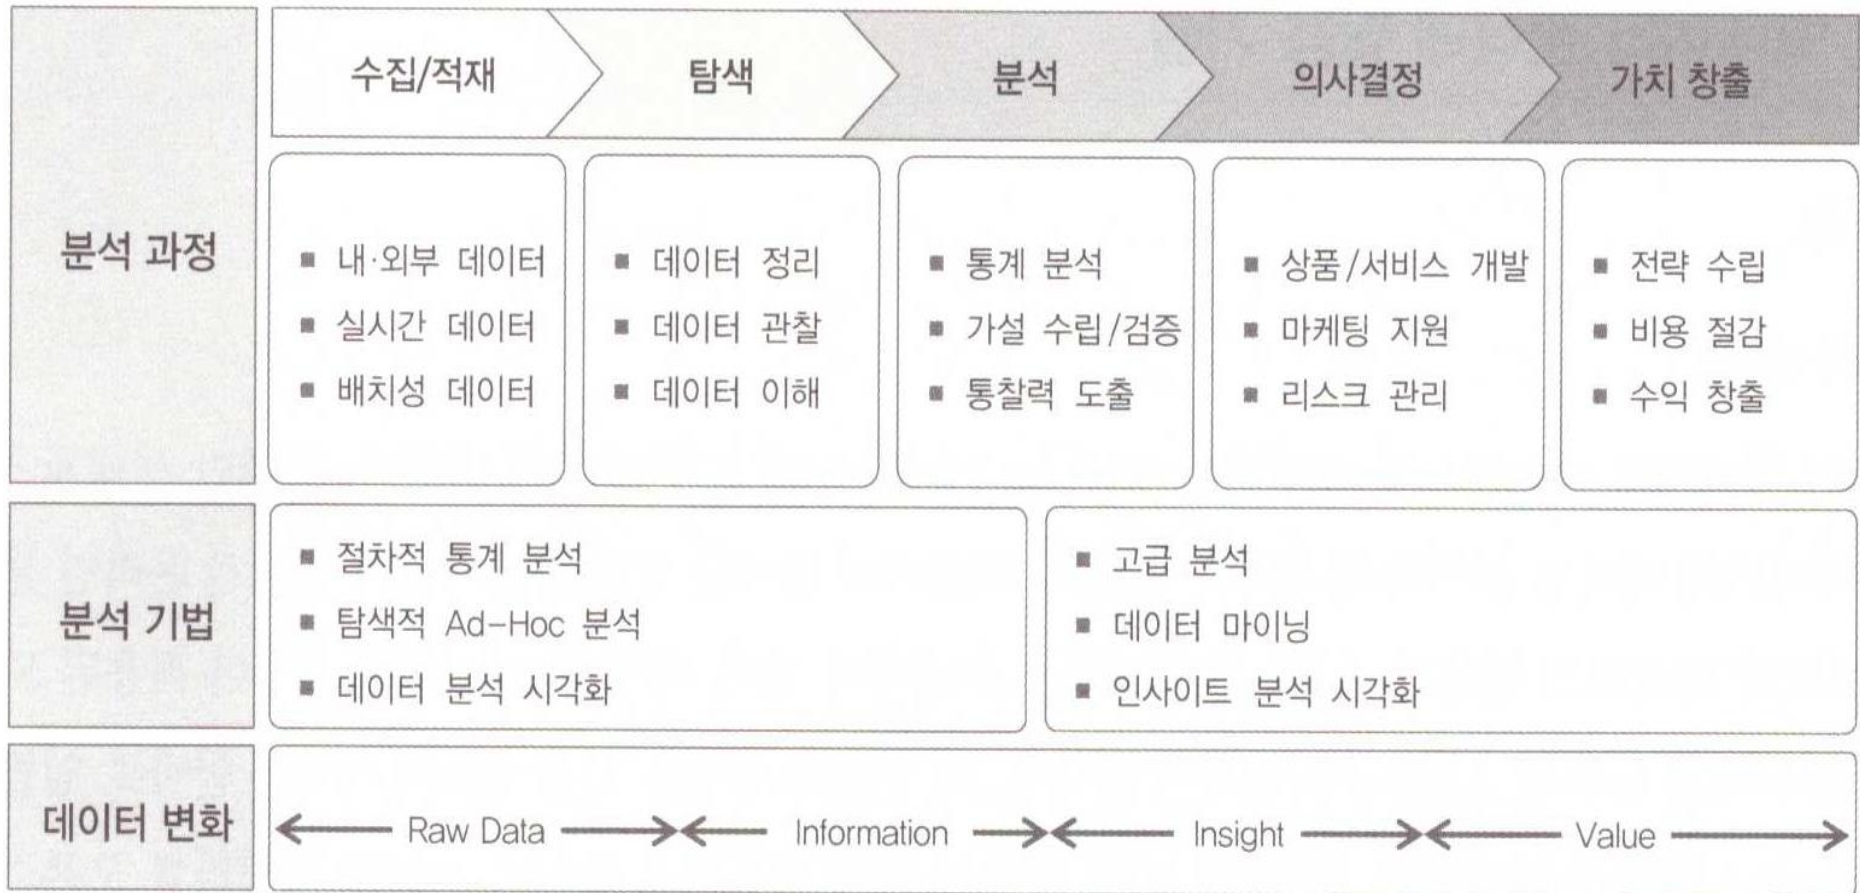 수집/적재
탐색
분석
의사결정
가치 창출
분석 과정
■ 내·외부 데이터
■ 실시간 데이터
■ 배치성 데이터
■ 데이터 정리
■ 데이터 관찰
■ 데이터 이해
■ 통계 분석
■ 가설 수립/검증
■ 통찰력 도출
■ 상품/서비스 개발
■ 마케팅 지원
■ 리스크 관리
■ 전략 수립
■ 비용 절감
■ 수익 창출
분석 기법
■ 절차적 통계 분석
■ 탐색적 Ad-Hoc 분석
■ 데이터 분석 시각화
■ 고급 분석
■ 데이터 마이닝
■ 인사이트 분석 시각화
데이터 변화
Raw Data
Information
Insight
Value